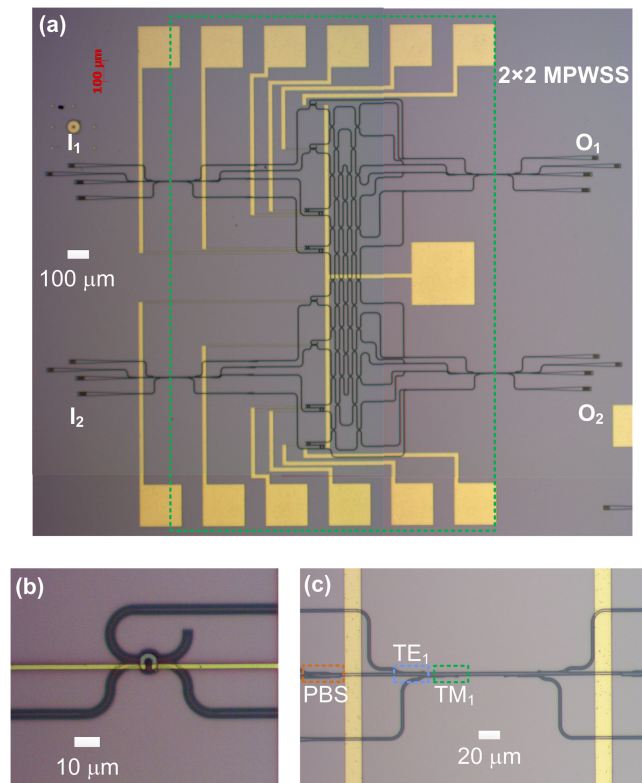 (a)
100 μm
2×2 MPWSS
I1
O1
100 μm
I2
O2
(b)
10 μm
(c)
TE1
PBS
TM1
20 μm